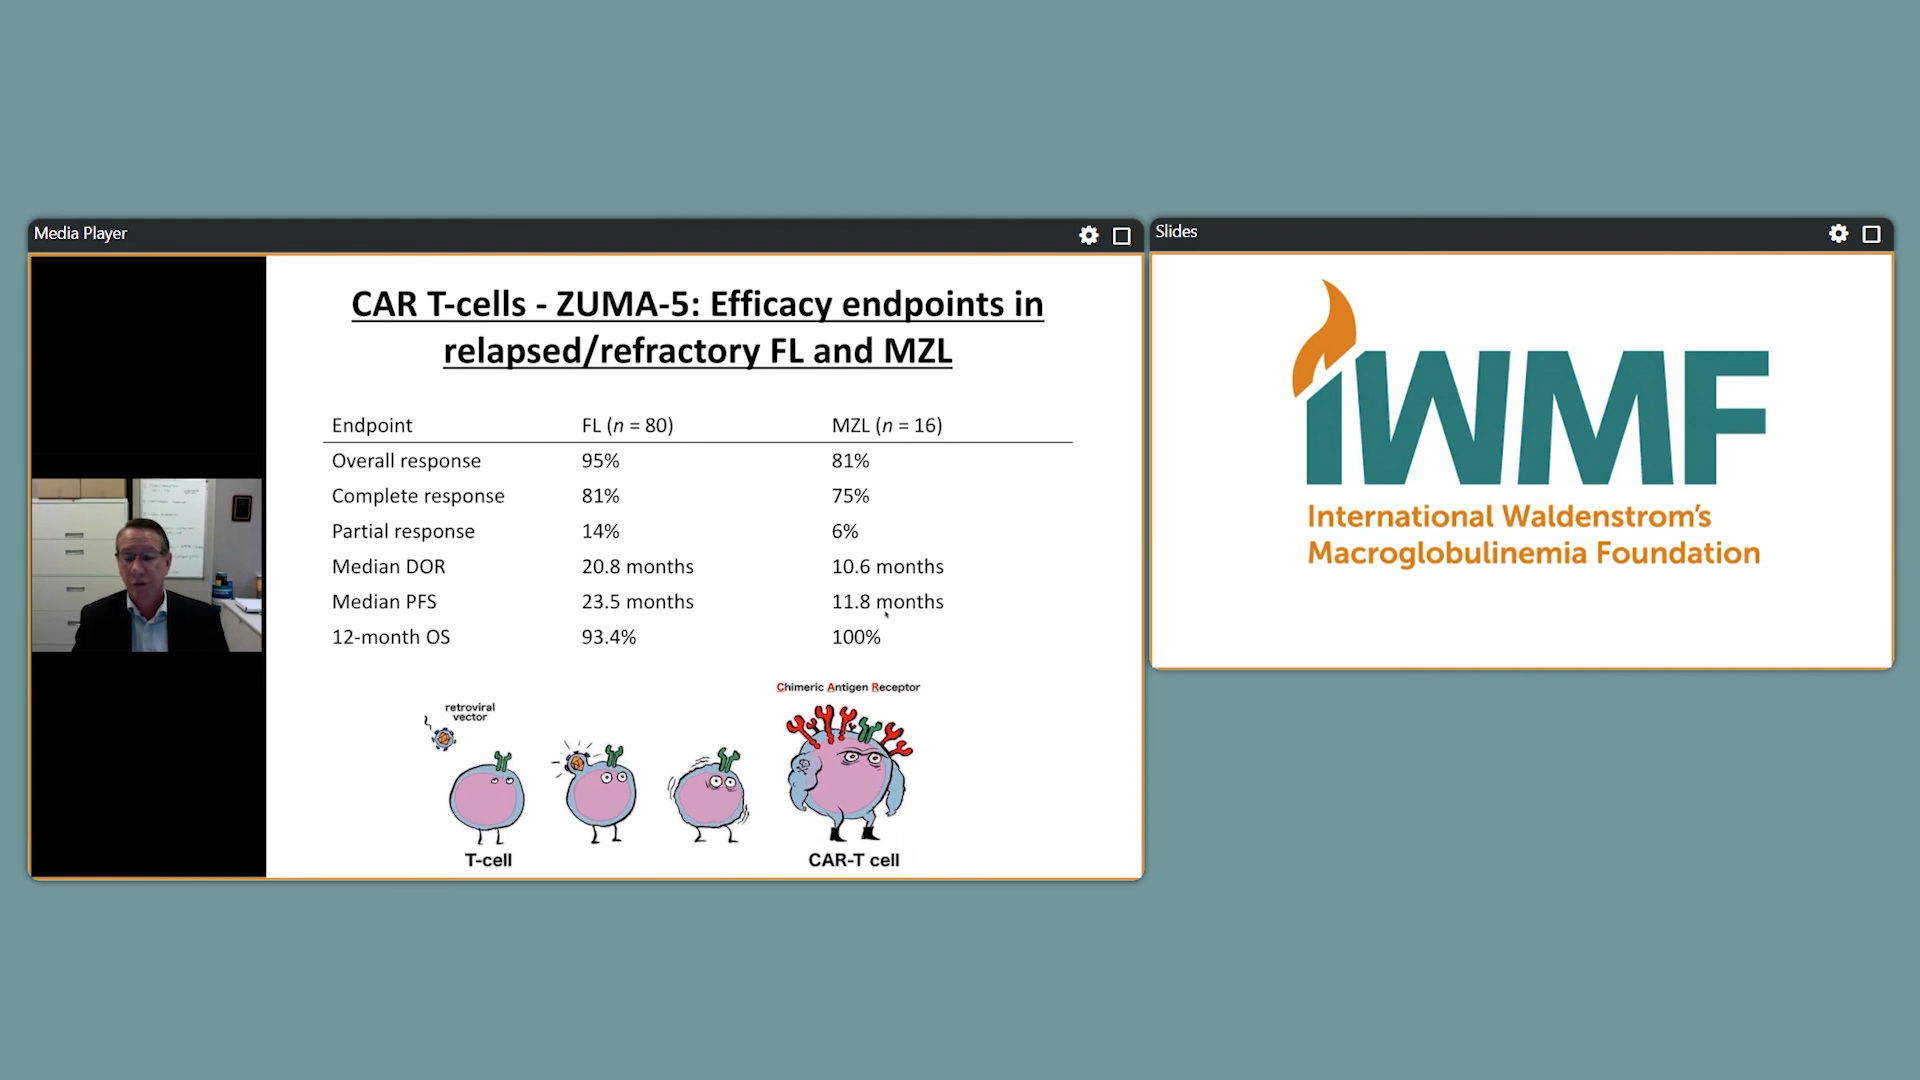 Media Player
CAR T-cells - ZUMA-5: Efficacy endpoints in
relapsed/refractory FL and MZL
Endpoint FL (n = 80) MZL (n = 16)
Overall response 95% 81%
Complete response 81% 75%
Partial response 14% 6%
Median DOR 20.8 months 10.6 months
Median PFS 23.5 months 11.8 months
12-month OS 93.4% 100%
retroviral
vector
Chimeric Antigen Receptor
T-cell
CAR-T cell
Slides
IWMF
International Waldenstrom's
Macroglobulinemia Foundation